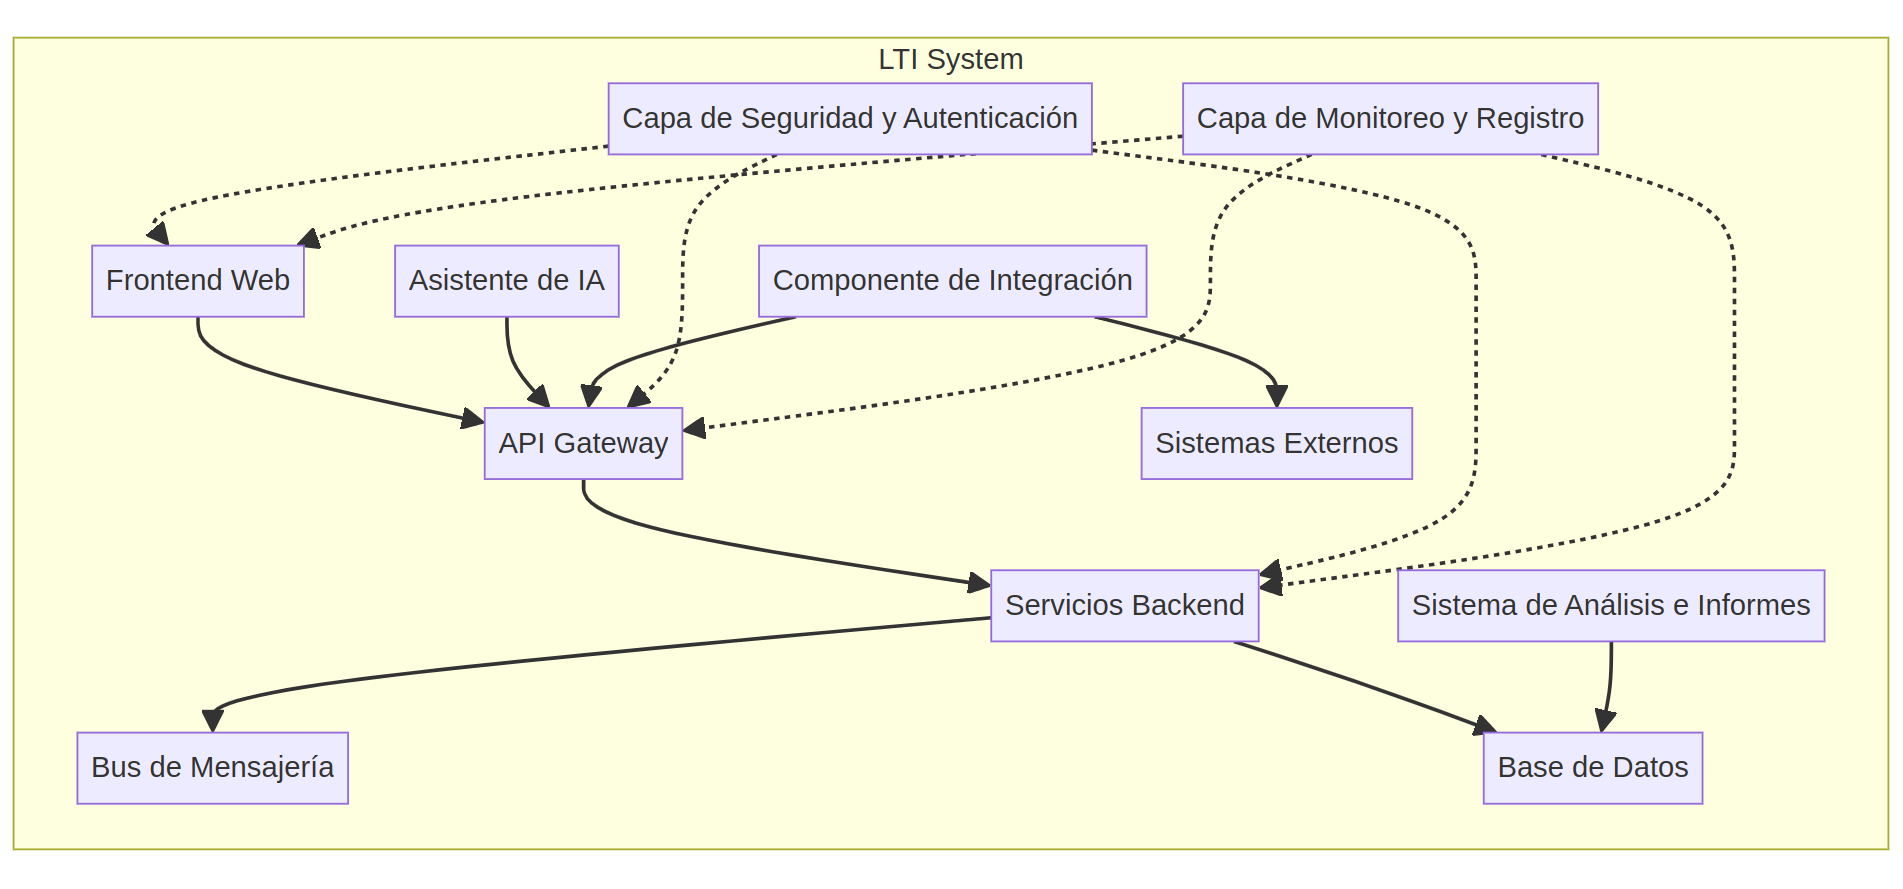 LTI System
Capa de Seguridad y Autenticación
Capa de Monitoreo y Registro
Frontend Web
Asistente de IA
Componente de Integración
API Gateway
Sistemas Externos
Servicios Backend
Sistema de Análisis e Informes
Bus de Mensajería
Base de Datos